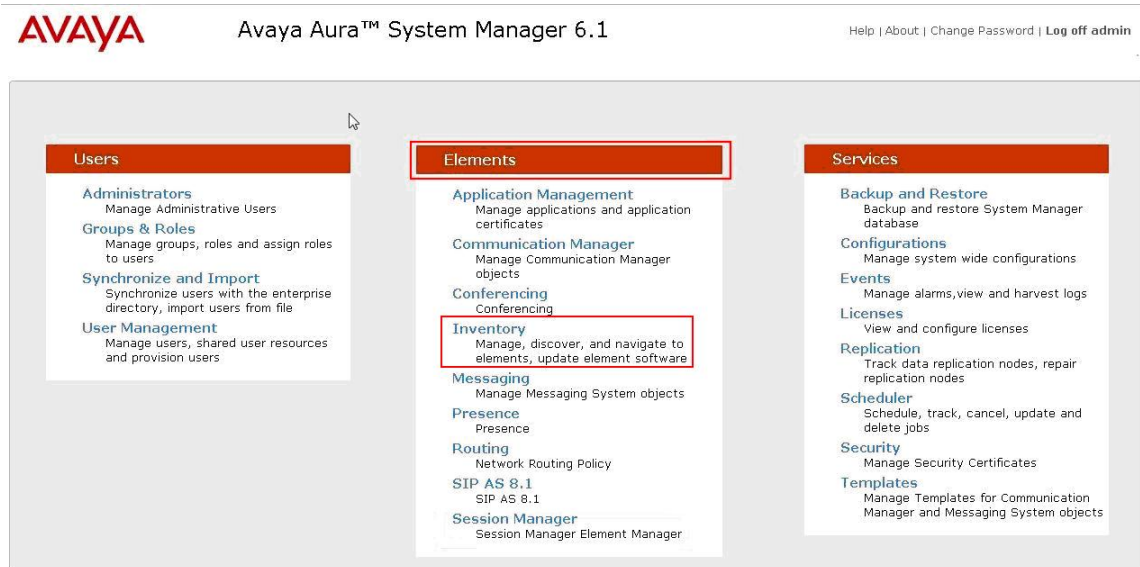 AVAYA
Avaya Aura™ System Manager 6.1
Help | About | Change Password | Log off admin
Users
Administrators
Manage Administrative Users
Groups & Roles
Manage groups, roles and assign roles
to users
Synchronize and Import
Synchronize users with the enterprise
directory, import users from file
User Management
Manage users, shared user resources
and provision users
Elements
Application Management
Manage applications and application
certificates
Communication Manager
Manage Communication Manager
objects
Conferencing
Conferencing
Inventory
Manage, discover, and navigate to
elements, update element software
Messaging
Manage Messaging System objects
Presence
Presence
Routing
Network Routing Policy
SIP AS 8.1
SIP AS 8.1
Session Manager
Session Manager Element Manager
Services
Backup and Restore
Backup and restore System Manager
database
Configurations
Manage system wide configurations
Events
Manage alarms,view and harvest logs
Licenses
View and configure licenses
Replication
Track data replication nodes, repair
replication nodes
Scheduler
Schedule, track, cancel, update and
delete jobs
Security
Manage Security Certificates
Templates
Manage Templates for Communication
Manager and Messaging System objects